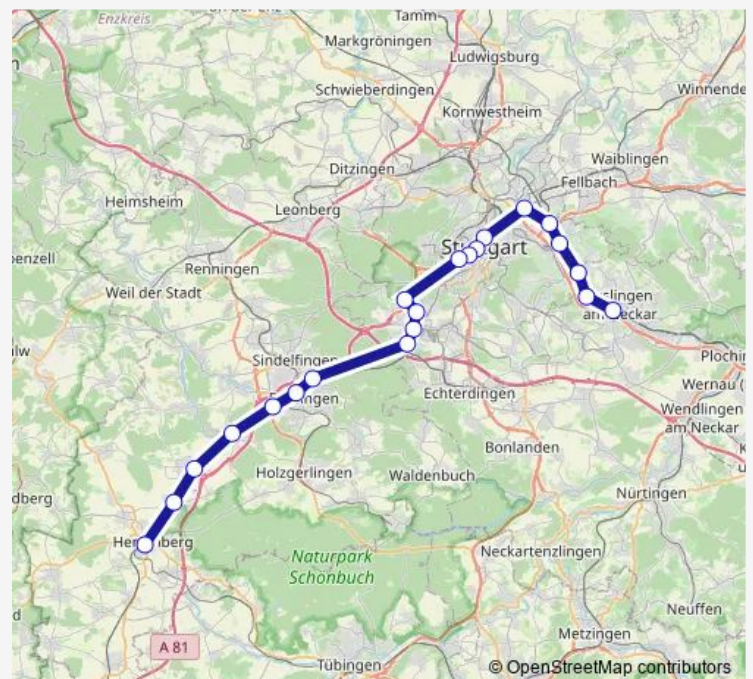 Enzkreis
Tamm
Markgröningen
Ludwigsburg
Schwieberdingen
Winnende
Kornwestheim
Ditzingen
Waiblingen
Fellbach
Heimsheim
Leonberg
Renningen
Weil der Stadt
Sindelfingen
Echterdingen
Plochin
Wernau (
Wendlingen
am Neckar
Bonlanden
Holzgerlingen
Waldenbuch
Nürtingen
Naturpark
Schönbuch
Neckartenzlingen
Neuffen
Metzingen
A 81
Tübingen
© OpenStreetMap contributors